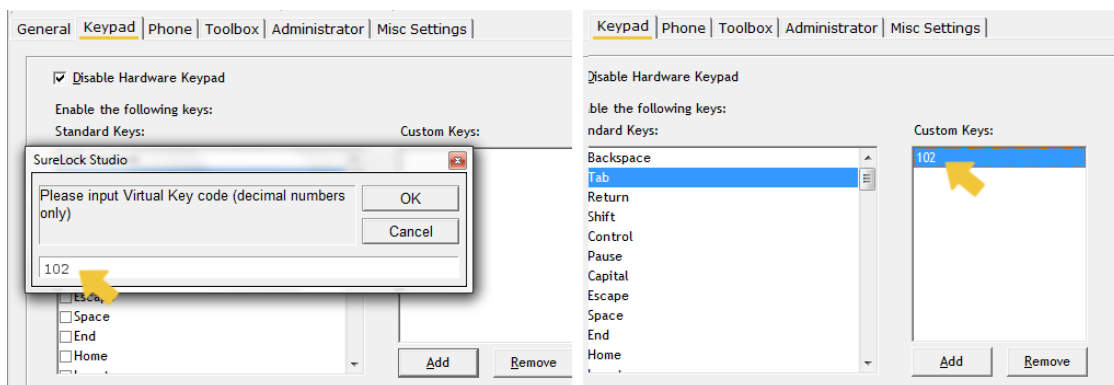 General Keypad Phone Toolbox Administrator Misc Settings
Disable Hardware Keypad
Enable the following keys:
Standard Keys: Custom Keys:
SureLock Studio
Please input Virtual Key code (decimal numbers
only)
OK
Cancel
102
Escape
Space
End
Home
Add Remove
Keypad Phone Toolbox Administrator Misc Settings
Disable Hardware Keypad
ble the following keys:
ndard Keys: Custom Keys:
Backspace 102
Tab
Return
Shift
Control
Pause
Capital
Escape
Space
End
Home
Add Remove